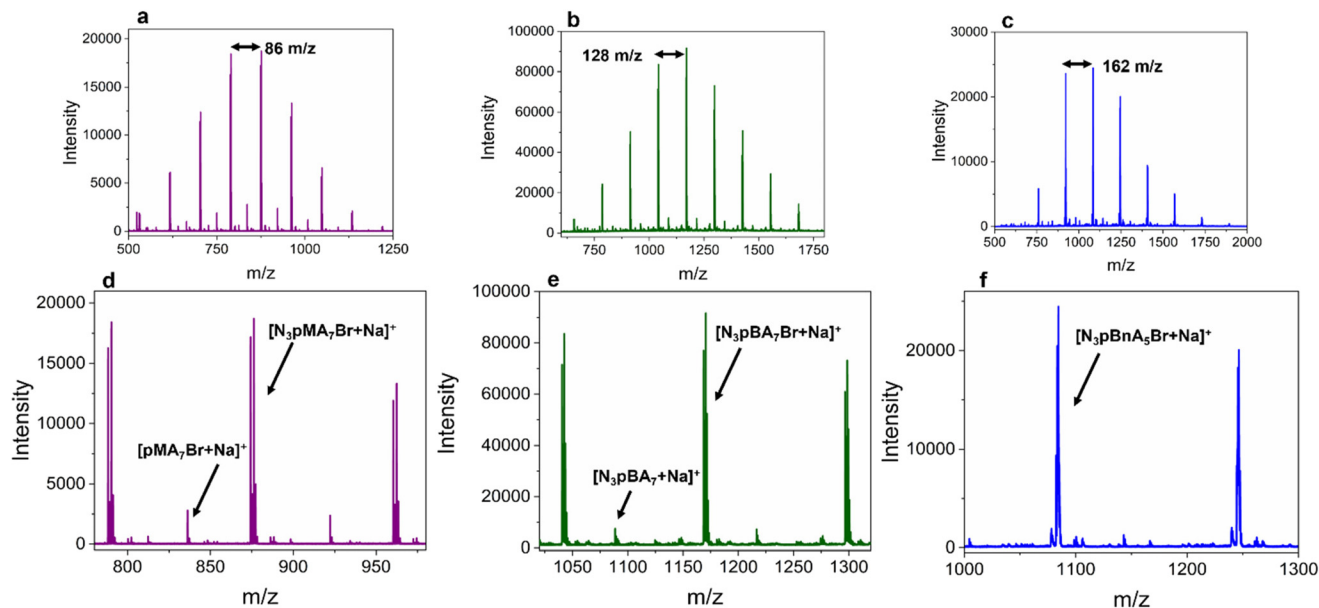 a
86 m/z
20000
15000
10000
5000
0
Intensity
500
750
1000
1250
m/z
b
128 m/z
100000
80000
60000
40000
20000
0
Intensity
750
1000
1250
1500
1750
m/z
c
162 m/z
30000
20000
10000
0
Intensity
500
750
1000
1250
1500
1750
2000
m/z
d
[N₃pMA₇Br+Na]⁺
[pMA₇Br+Na]⁺
20000
15000
10000
5000
0
Intensity
800
850
900
950
m/z
e
[N₃pBA₇Br+Na]⁺
[N₃pBA₇+Na]⁺
100000
80000
60000
40000
20000
0
Intensity
1050
1100
1150
1200
1250
1300
m/z
f
[N₃pBnA₅Br+Na]⁺
20000
10000
0
Intensity
1000
1100
1200
1300
m/z